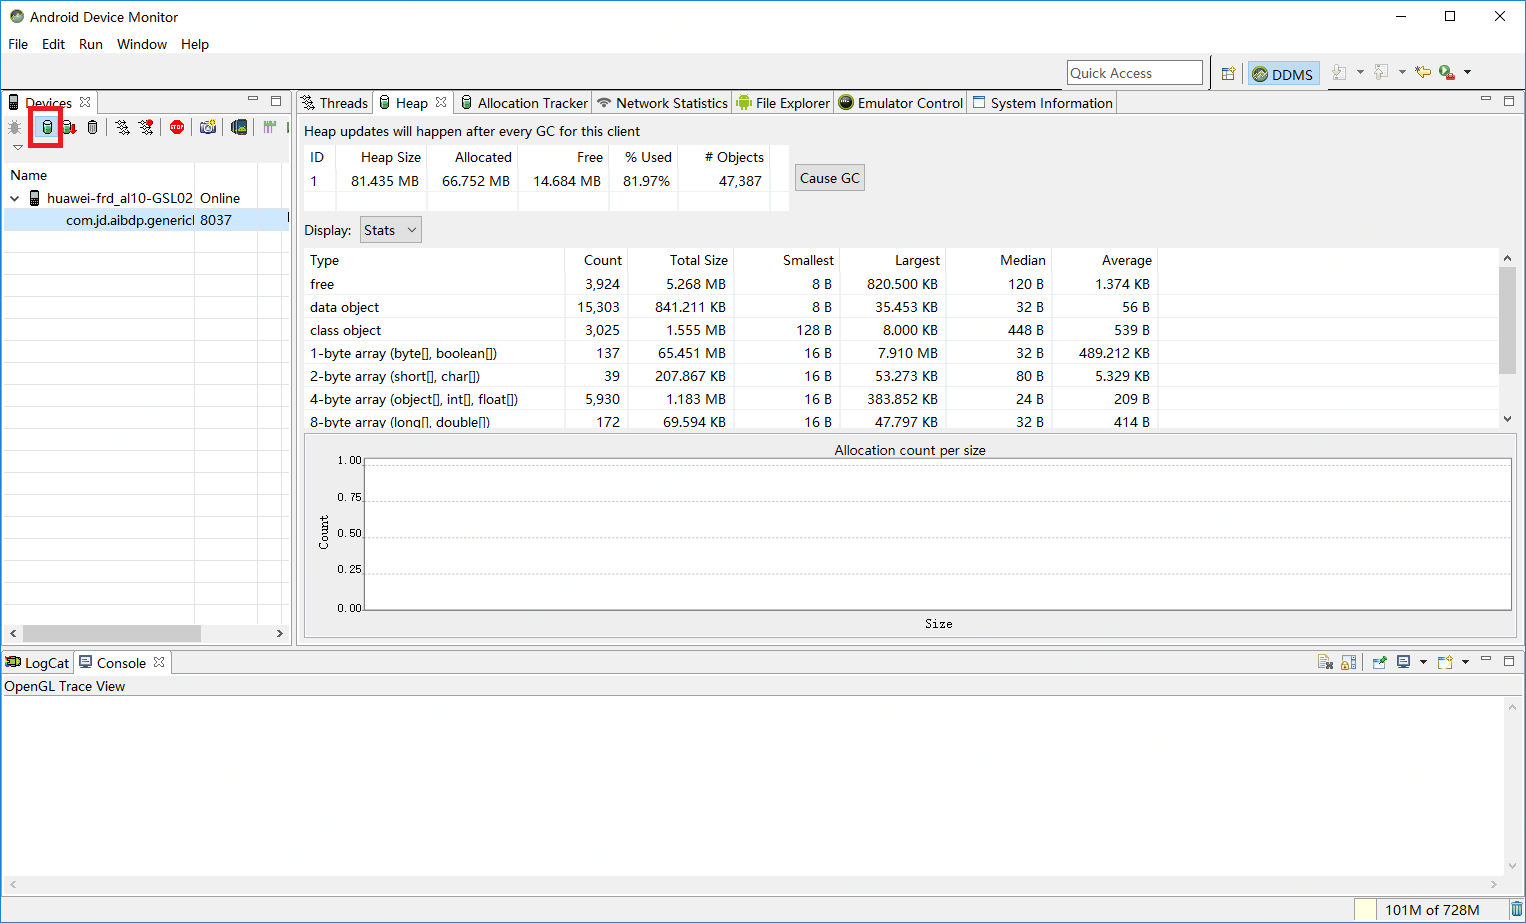 Android Device Monitor
File Edit Run Window Help
Quick Access
DDMS
Devices
Name
huawei-frd_al10-GSL02 Online
com.jd.aibdp.generic 8037
Threads Heap Allocation Tracker Network Statistics File Explorer Emulator Control System Information
Heap updates will happen after every GC for this client
ID Heap Size Allocated Free % Used # Objects
1 81.435 MB 66.752 MB 14.684 MB 81.97% 47,387
Cause GC
Display: Stats
Type Count Total Size Smallest Largest Median Average
free 3,924 5.268 MB 8 B 820.500 KB 120 B 1.374 KB
data object 15,303 841.211 KB 8 B 35.453 KB 32 B 56 B
class object 3,025 1.555 MB 128 B 8.000 KB 448 B 539 B
1-byte array (byte[], boolean[]) 137 65.451 MB 16 B 7.910 MB 32 B 489.212 KB
2-byte array (short[], char[]) 39 207.867 KB 16 B 53.273 KB 80 B 5.329 KB
4-byte array (object[], int[], float[]) 5,930 1.183 MB 16 B 383.852 KB 24 B 209 B
8-byte array (long[], double[]) 172 69.594 KB 16 B 47.797 KB 32 B 414 B
Allocation count per size
1.00
0.75
0.50
0.25
0.00
Count
Size
LogCat Console
OpenGL Trace View
101M of 728M